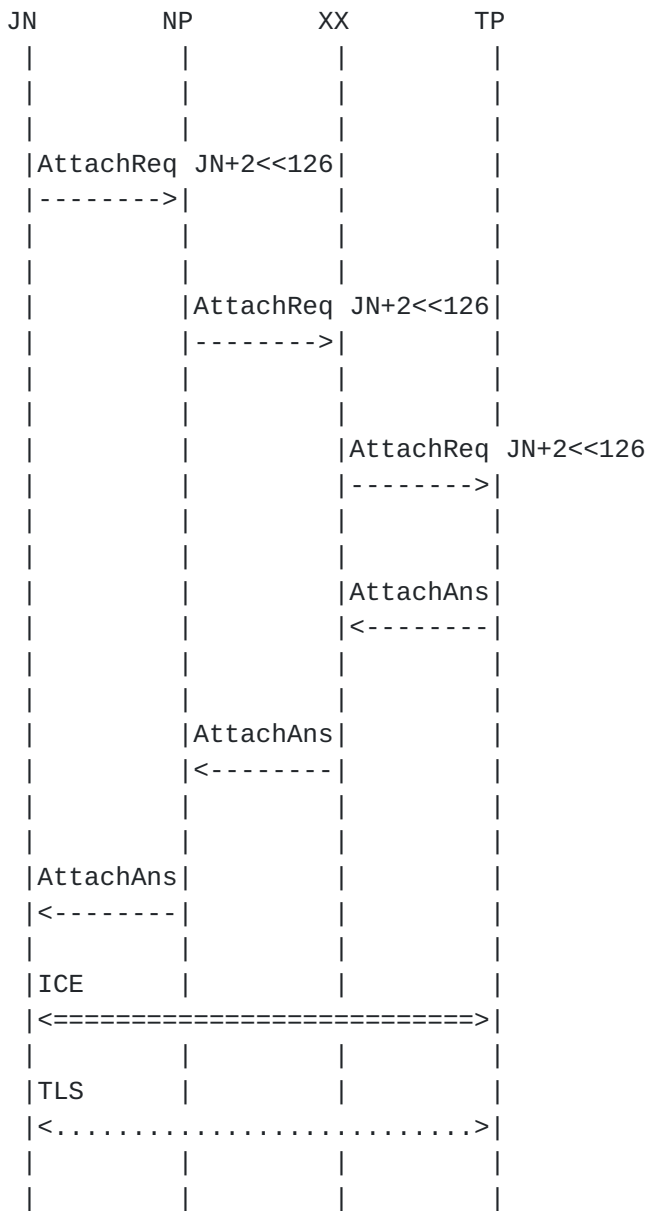 JN NP XX TP
AttachReq JN+2<<126
AttachReq JN+2<<126
AttachReq JN+2<<126
AttachAns
AttachAns
AttachAns
ICE
TLS